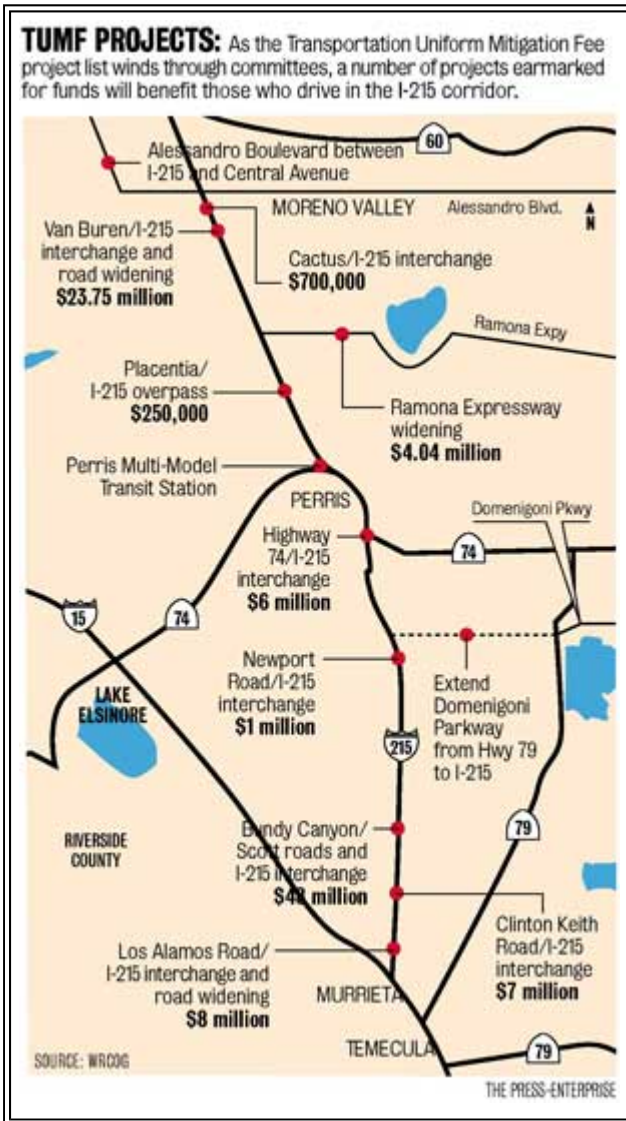 TUMF PROJECTS: As the Transportation Uniform Mitigation Fee
project list winds through committees, a number of projects earmarked
for funds will benefit those who drive in the I-215 corridor.
60
Alessandro Boulevard between
I-215 and Central Avenue
MORENO VALLEY
Alessandro Blvd.
N
Van Buren/I-215
interchange and
road widening
$23.75 million
Cactus/I-215 interchange
$700,000
Ramona Expy
Placentia/
I-215 overpass
$250,000
Ramona Expressway
widening
$4.04 million
Perris Multi-Model
Transit Station
PERRIS
Domenigoni Pkwy
Highway
74/I-215
interchange
$6 million
74
15
74
Newport
Road/I-215
interchange
$1 million
Extend
Domenigoni
Parkway
from Hwy 79
to I-215
LAKE
ELSINORE
215
79
RIVERSIDE
COUNTY
Bundy Canyon/
Scott roads and
I-215 interchange
million
Clinton Keith
Road/I-215
interchange
$7 million
Los Alamos Road/
I-215 interchange and
road widening
$8 million
MURRIETA
TEMECULA
79
SOURCE: WRCOG
THE PRESS-ENTERPRISE